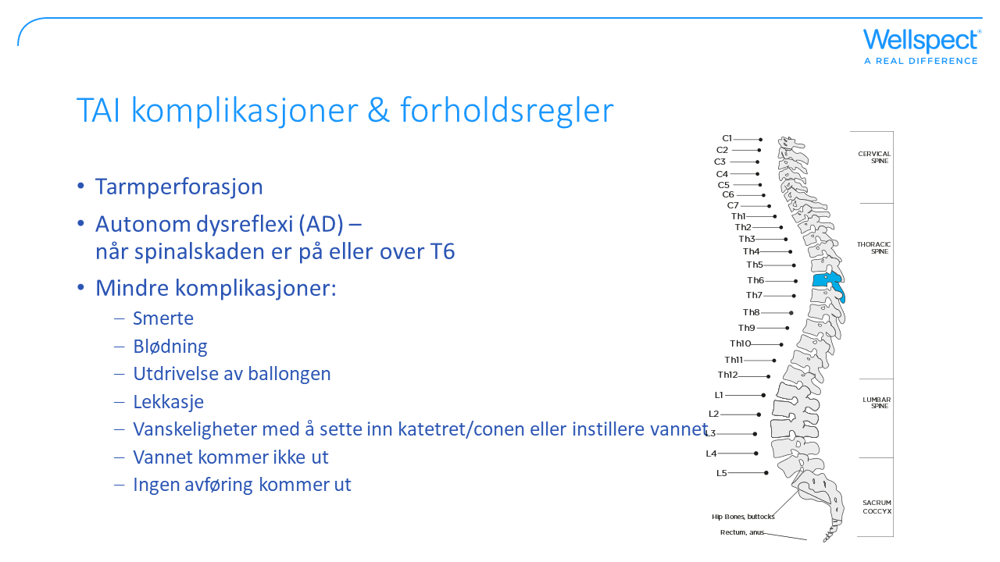 Wellspect®
A REAL DIFFERENCE
TAI komplikasjoner & forholdsregler
• Tarmperforasjon
• Autonom dysrefleksi (AD) –
når spinalskaden er på eller over T6
• Mindre komplikasjoner:
– Smerte
– Blødning
– Utdrivelse av ballongen
– Lekkasje
– Vanskeligheter med å sette inn katetret/conen eller instillere vannet
– Vannet kommer ikke ut
– Ingen avføring kommer ut
C1
C2
C3
C4
C5
C6
C7
Th1
Th2
Th3
Th4
Th5
Th6
Th7
Th8
Th9
Th10
Th11
Th12
L1
L2
L3
L4
L5
Hip Bones, buttocks
Rectum, anus
CERVICAL
SPINE
THORACIC
SPINE
LUMBAR
SPINE
SACRUM
COCCYX